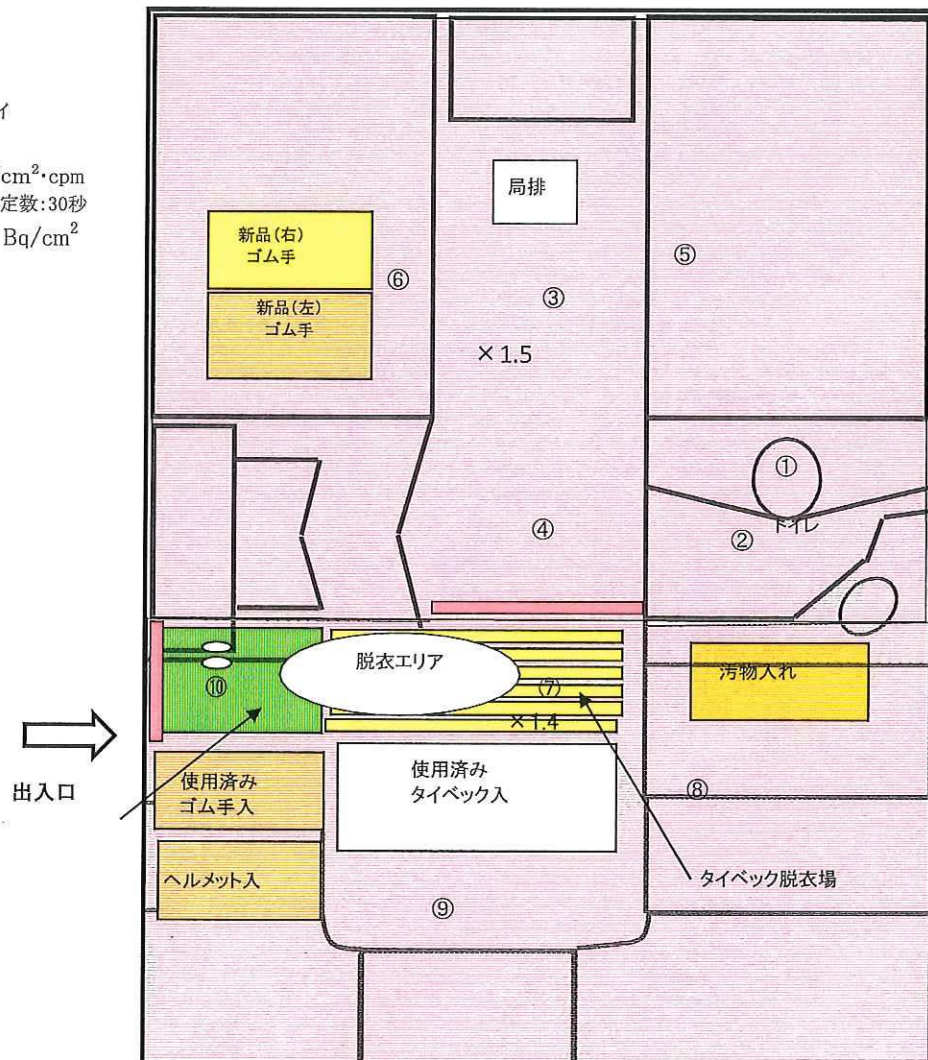 イ
/cm²・cpm
定数:30秒
Bq/cm²
局排
新品(右)
ゴム手
新品(左)
ゴム手
⑥
③
⑤
×1.5
①
④
②
トイレ
脱衣エリア
⑦
⑩
×1.4
汚物入れ
出入口
使用済み
ゴム手入
使用済み
タイベック入
⑧
ヘルメット入
タイベック脱衣場
⑨